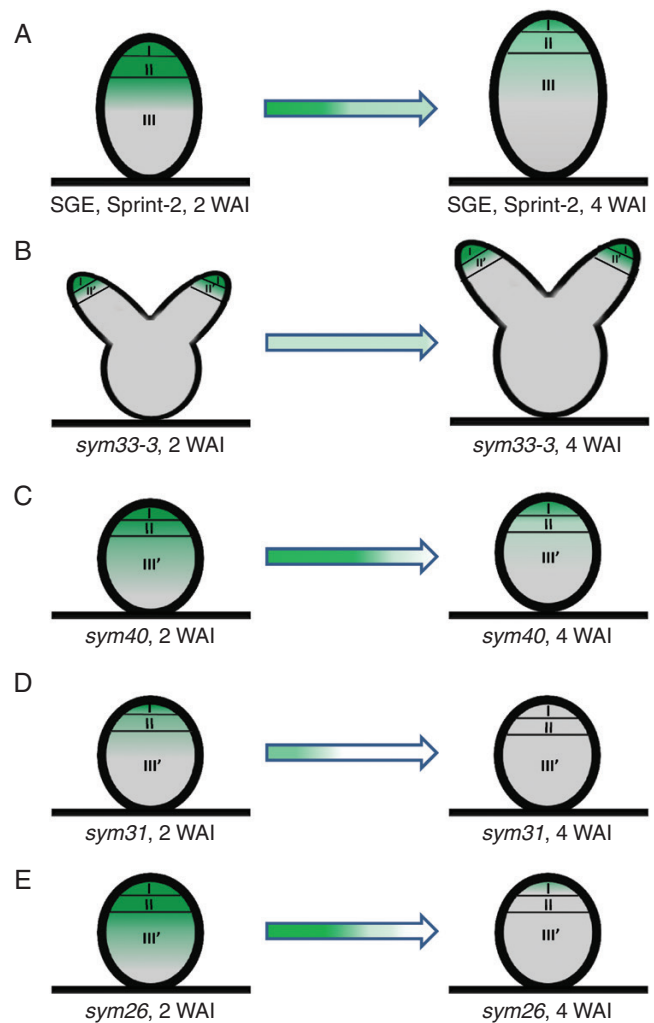 A
I
II
III
I
II
III
SGE, Sprint-2, 2 WAI
SGE, Sprint-2, 4 WAI
B
I
II'
I
II'
I
II'
I
II'
sym33-3, 2 WAI
sym33-3, 4 WAI
C
I
II
III'
I
II
III'
sym40, 2 WAI
sym40, 4 WAI
D
I
II
III'
I
II
III'
sym31, 2 WAI
sym31, 4 WAI
E
I
II
III'
I
II
III'
sym26, 2 WAI
sym26, 4 WAI